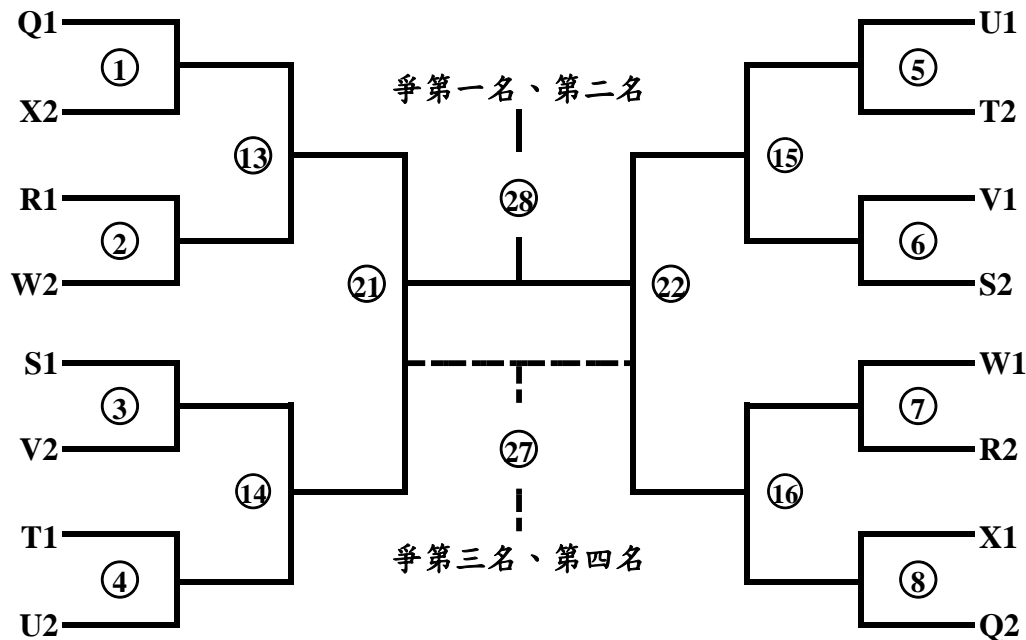 Q1
U1
①
⑤
爭第一名、第二名
X2
T2
⑬
⑮
R1
V1
㉘
②
⑥
W2
S2
㉑
㉒
S1
W1
③
⑦
V2
R2
㉗
⑭
⑯
T1
X1
爭第三名、第四名
④
⑧
U2
Q2